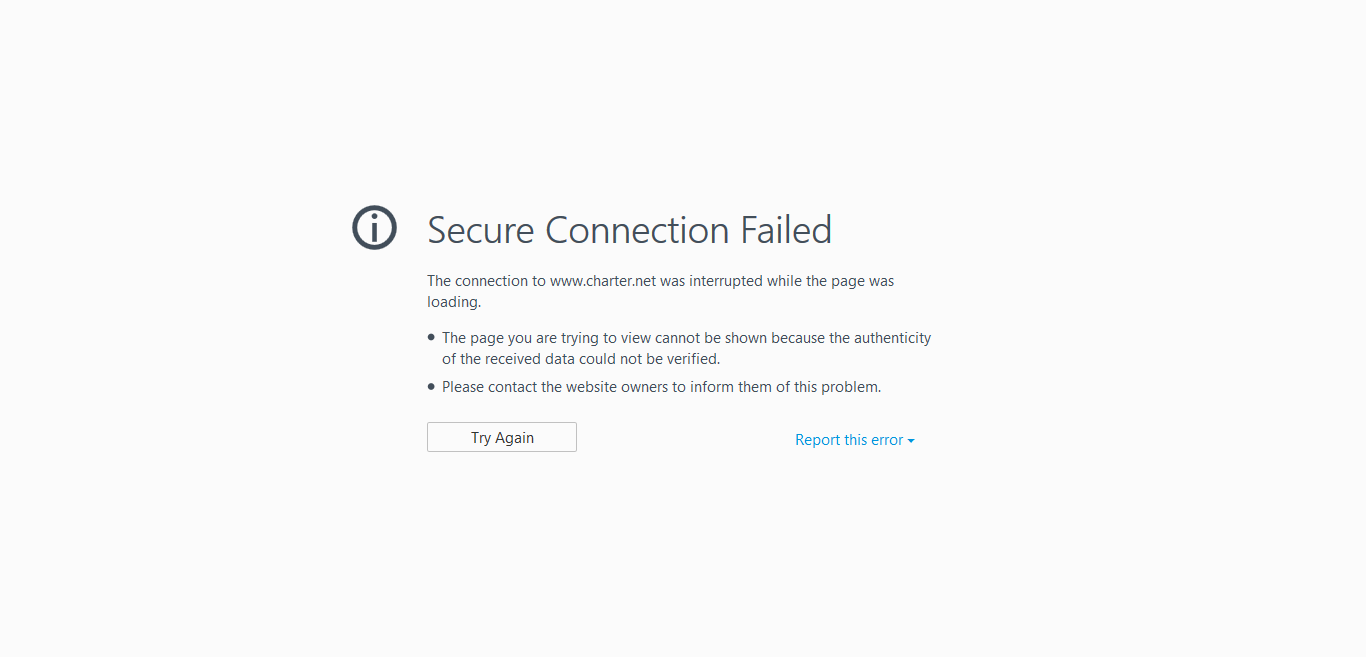 Secure Connection Failed
The connection to www.charter.net was interrupted while the page was
loading.
• The page you are trying to view cannot be shown because the authenticity
of the received data could not be verified.
• Please contact the website owners to inform them of this problem.
Try Again
Report this error